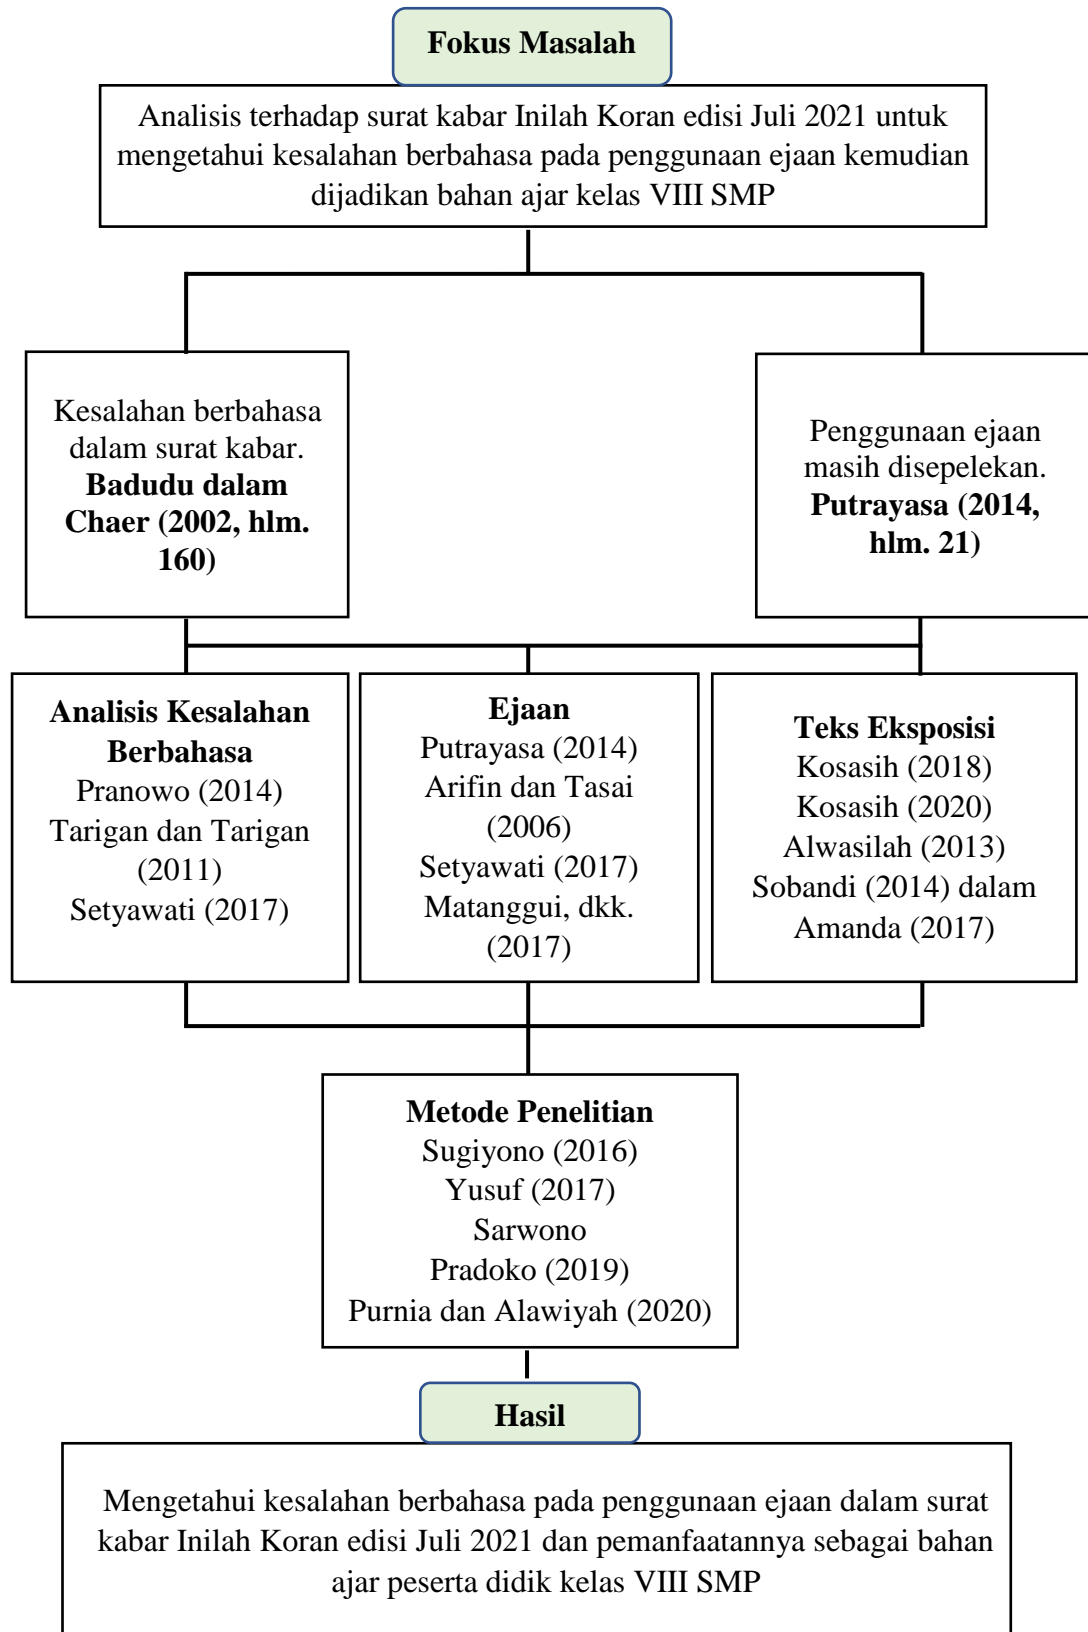 Fokus Masalah
Analisis terhadap surat kabar Inilah Koran edisi Juli 2021 untuk
mengetahui kesalahan berbahasa pada penggunaan ejaan kemudian
dijadikan bahan ajar kelas VIII SMP
Kesalahan berbahasa
dalam surat kabar.
Badudu dalam
Chaer (2002, hlm.
160)
Penggunaan ejaan
masih disepelekan.
Putrayasa (2014,
hlm. 21)
Analisis Kesalahan
Berbahasa
Pranowo (2014)
Tarigan dan Tarigan
(2011)
Setyawati (2017)
Ejaan
Putrayasa (2014)
Arifin dan Tasai
(2006)
Setyawati (2017)
Matanggui, dkk.
(2017)
Teks Eksposisi
Kosasih (2018)
Kosasih (2020)
Alwasilah (2013)
Sobandi (2014) dalam
Amanda (2017)
Metode Penelitian
Sugiyono (2016)
Yusuf (2017)
Sarwono
Pradoko (2019)
Purnia dan Alawiyah (2020)
Hasil
Mengetahui kesalahan berbahasa pada penggunaan ejaan dalam surat
kabar Inilah Koran edisi Juli 2021 dan pemanfaatannya sebagai bahan
ajar peserta didik kelas VIII SMP